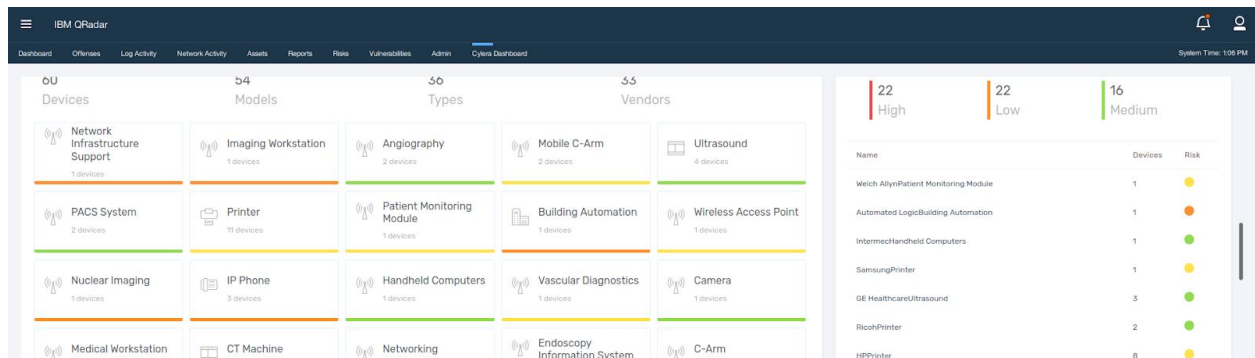 IBM QRadar
Dashboard Offenses Log Activity Network Activity Assets Reports Risks Vulnerabilities Admin Cylera Dashboard System Time: 1:06 PM
60 54 36 33
Devices Models Types Vendors
Network
Infrastructure
Support
1 devices
Imaging Workstation
1 devices
Angiography
2 devices
Mobile C-Arm
2 devices
Ultrasound
4 devices
PACS System
2 devices
Printer
11 devices
Patient Monitoring
Module
1 devices
Building Automation
1 devices
Wireless Access Point
1 devices
Nuclear Imaging
1 devices
IP Phone
3 devices
Handheld Computers
1 devices
Vascular Diagnostics
1 devices
Camera
1 devices
Medical Workstation
CT Machine
Networking
Endoscopy
Information System
C-Arm
22 22 16
High Low Medium
Name Devices Risk
Welch AllynPatient Monitoring Module 1
Automated LogicBuilding Automation 1
IntermecHandheld Computers 1
SamsungPrinter 1
GE HealthcareUltrasound 3
RicohPrinter 2
HPPrinter 8